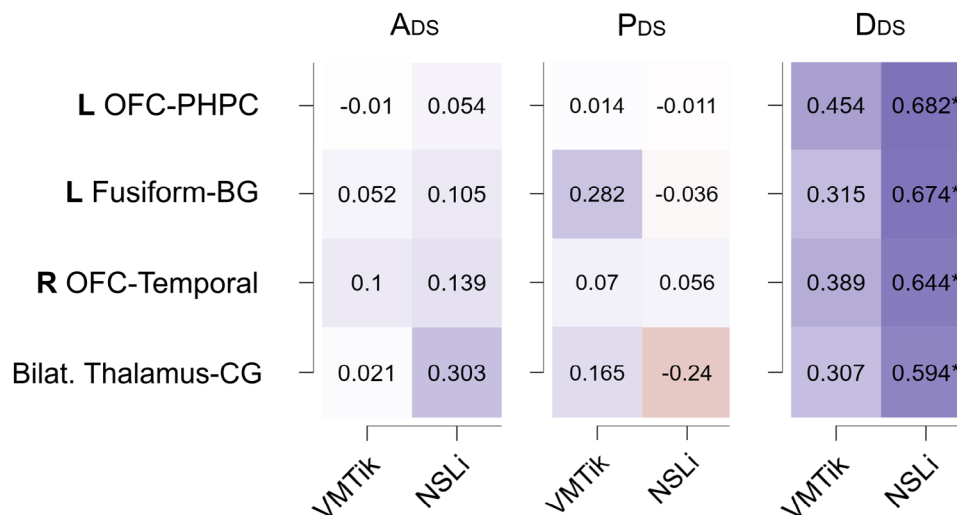 ADS PDS DDS
L OFC-PHPC -0.01 0.054 0.014 -0.011 0.454 0.682*
L Fusiform-BG 0.052 0.105 0.282 -0.036 0.315 0.674*
R OFC-Temporal 0.1 0.139 0.07 0.056 0.389 0.644*
Bilat. Thalamus-CG 0.021 0.303 0.165 -0.24 0.307 0.594*
VMTik NSLi VMTik NSLi VMTik NSLi